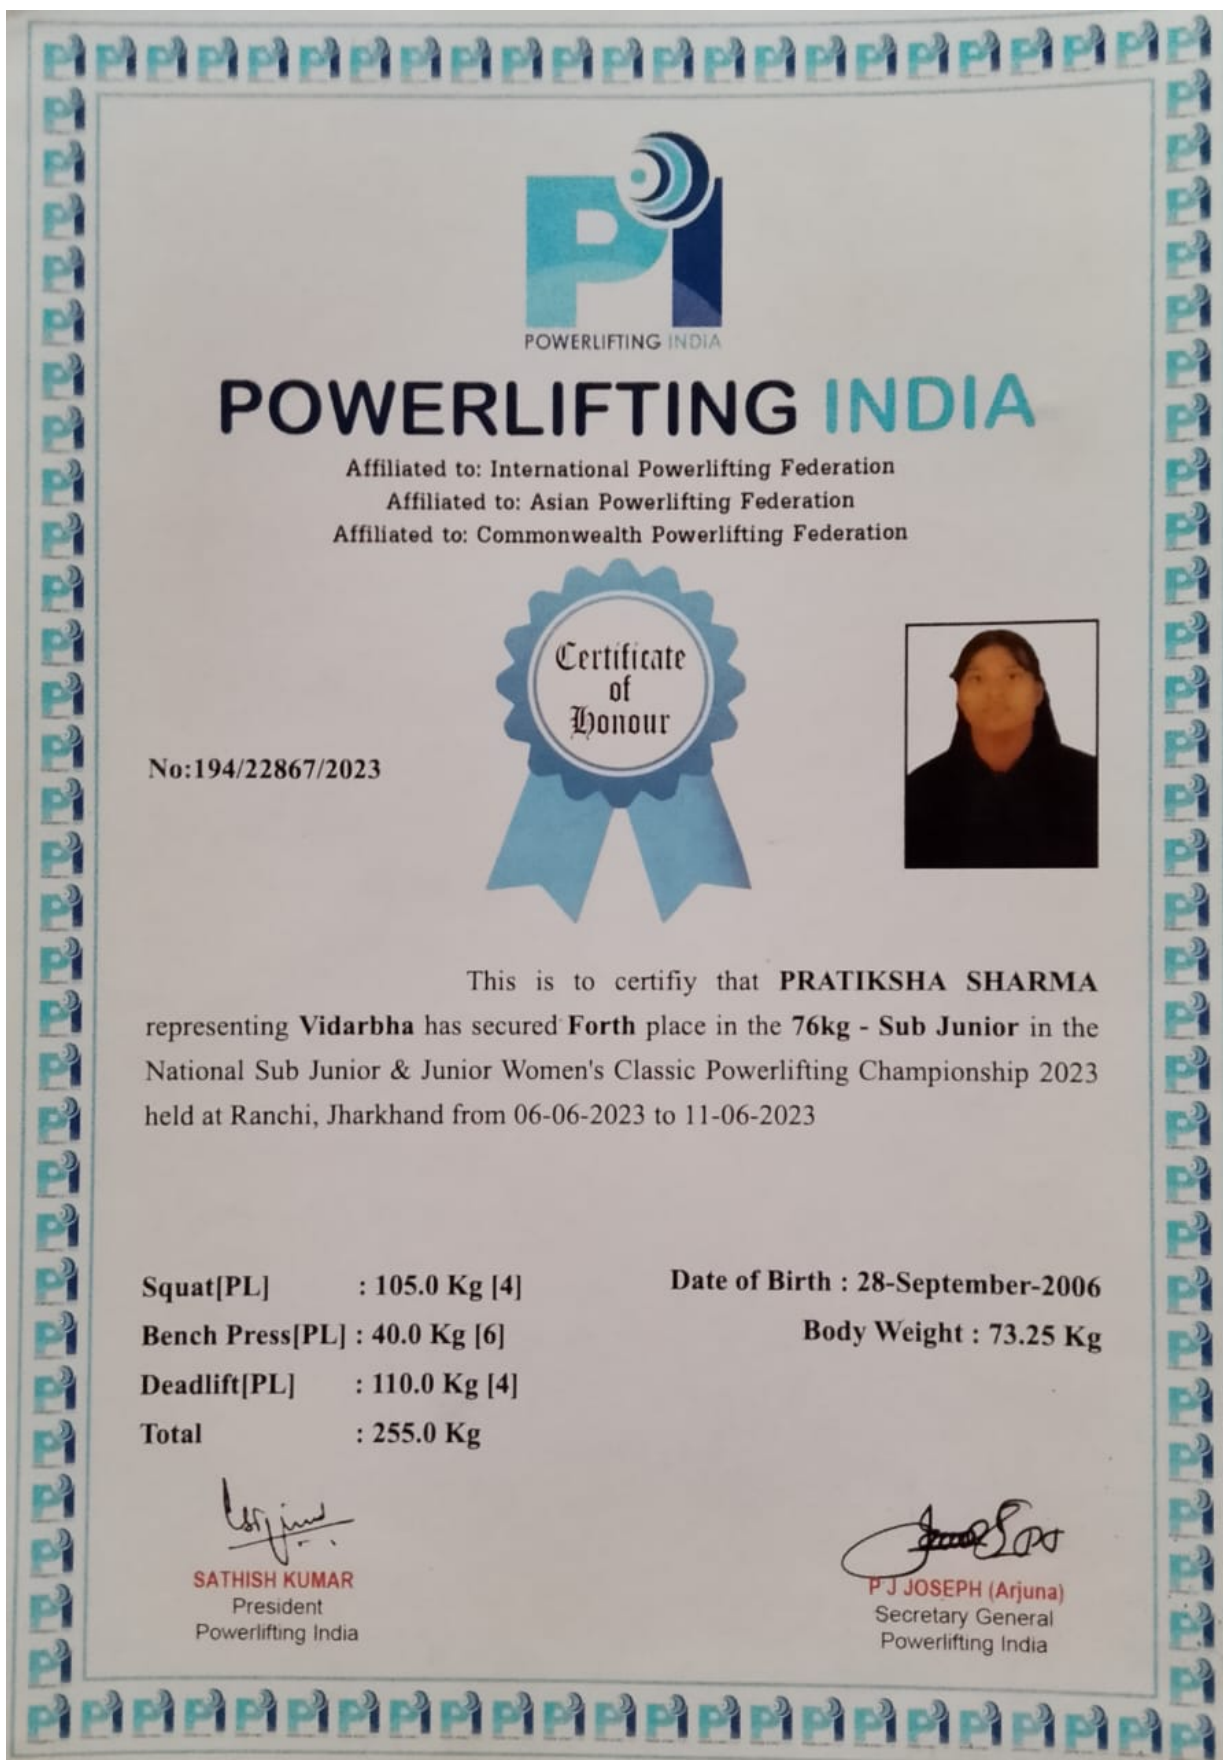 POWERLIFTING INDIA
POWERLIFTING INDIA
Affiliated to: International Powerlifting Federation
Affiliated to: Asian Powerlifting Federation
Affiliated to: Commonwealth Powerlifting Federation
Certificate
of
Honour
No:194/22867/2023
This is to certifiy that PRATIKSHA SHARMA
representing Vidarbha has secured Forth place in the 76kg - Sub Junior in the
National Sub Junior & Junior Women's Classic Powerlifting Championship 2023
held at Ranchi, Jharkhand from 06-06-2023 to 11-06-2023
Squat[PL] : 105.0 Kg [4]
Bench Press[PL] : 40.0 Kg [6]
Deadlift[PL] : 110.0 Kg [4]
Total : 255.0 Kg
Date of Birth : 28-September-2006
Body Weight : 73.25 Kg
SATHISH KUMAR
President
Powerlifting India
P J JOSEPH (Arjuna)
Secretary General
Powerlifting India